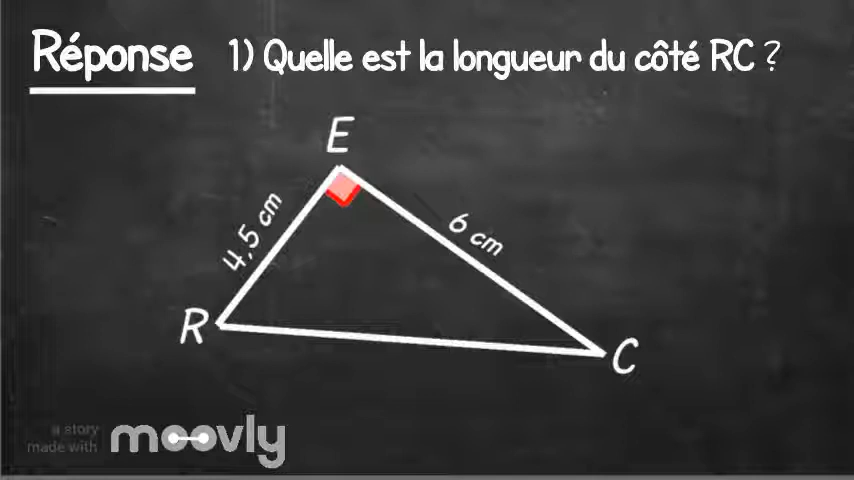 Réponse 1) Quelle est la longueur du côté RC ?
E
4,5 cm
6 cm
R
C
a story
made with moovly